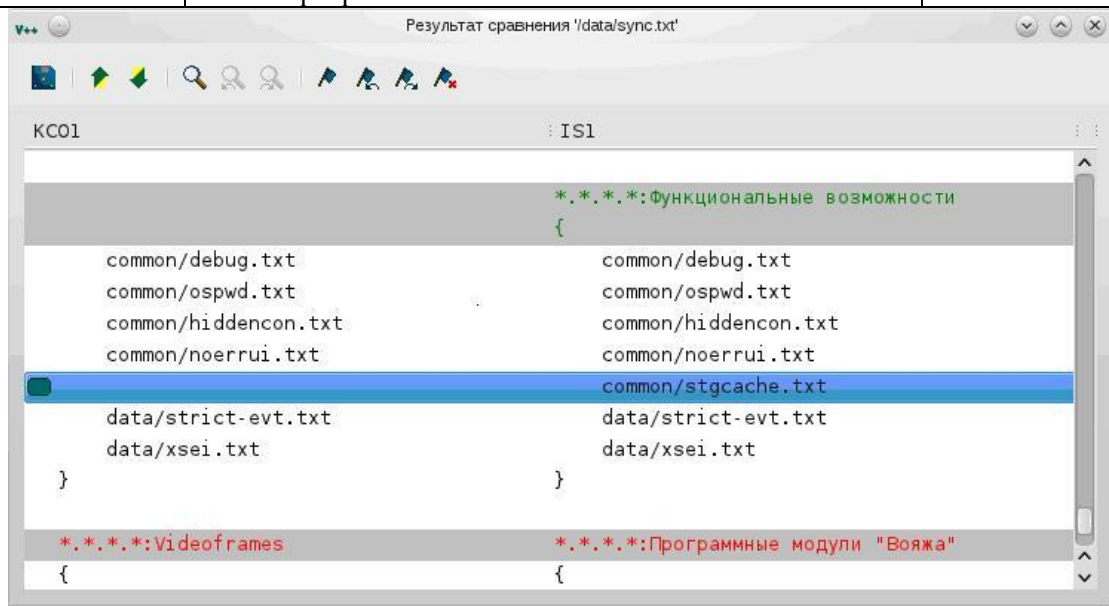 V++ Результат сравнения '/data/sync.txt'
KCO1 IS1
*.*.*.*:Функциональные возможности
{
common/debug.txt common/debug.txt
common/ospwd.txt common/ospwd.txt
common/hiddencon.txt common/hiddencon.txt
common/noerrui.txt common/noerrui.txt
common/stgcache.txt
data/strict-evt.txt data/strict-evt.txt
data/xsei.txt data/xsei.txt
} }
*.*.*.*:Videoframes *.*.*.*:Программные модули "Вояжа"
{ {